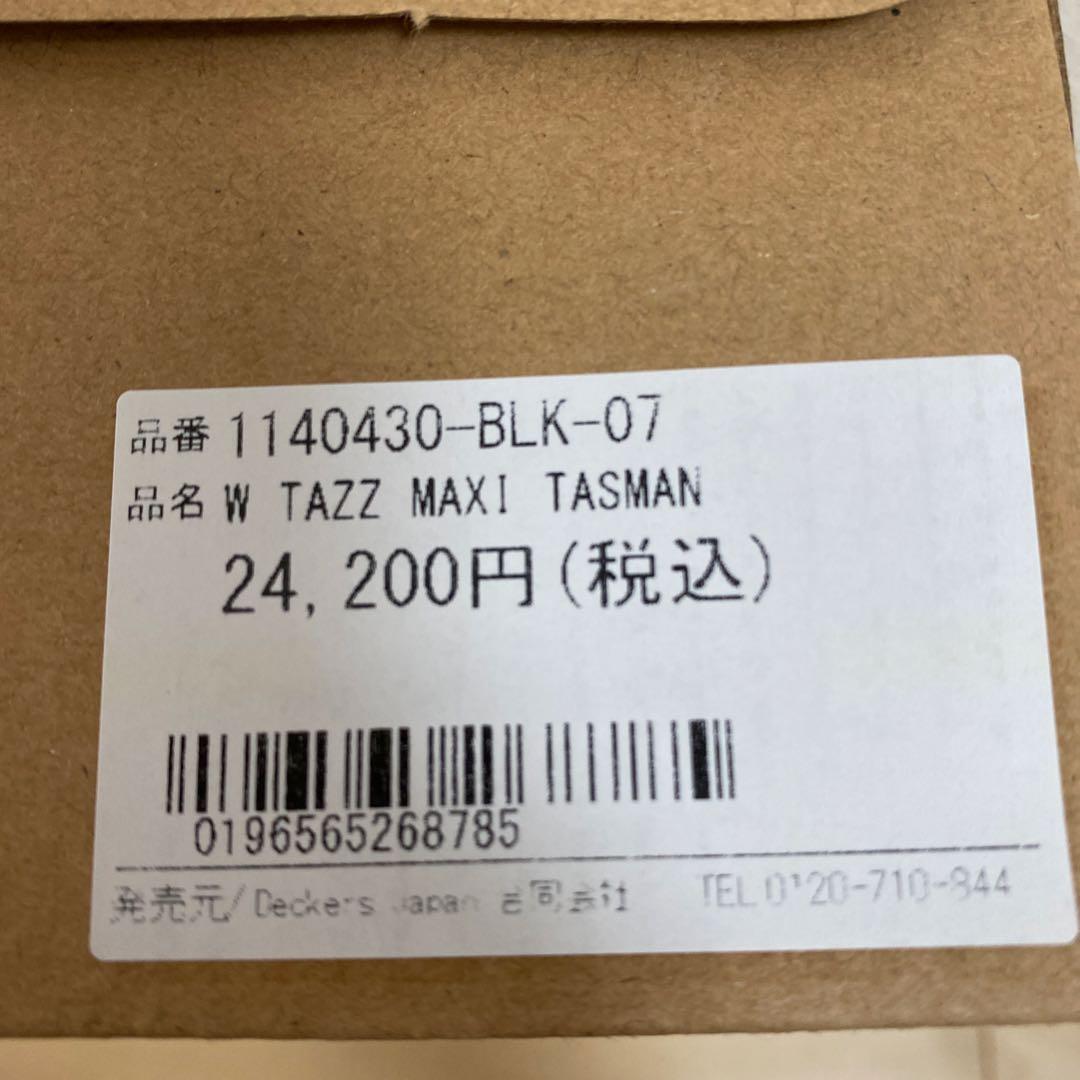 品番 1140430-BLK-07
品名 W TAZZ MAXI TASMAN
24,200円(税込)
0196565268785
発売元/Deckers Japan 合同会社 TEL 0120-710-844